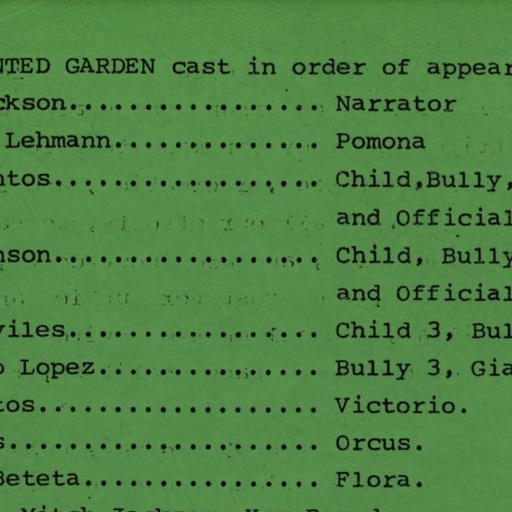 NTED GARDEN cast in order of appear
ckson................. Narrator
Lehmann.............. Pomona
ntos.................. Child,Bully,
and Official
nson.................. Child, Bully
and Official
viles................. Child 3, Bul
o Lopez............... Bully 3, Gia
tos................... Victorio.
s..................... Orcus.
Beteta................ Flora.